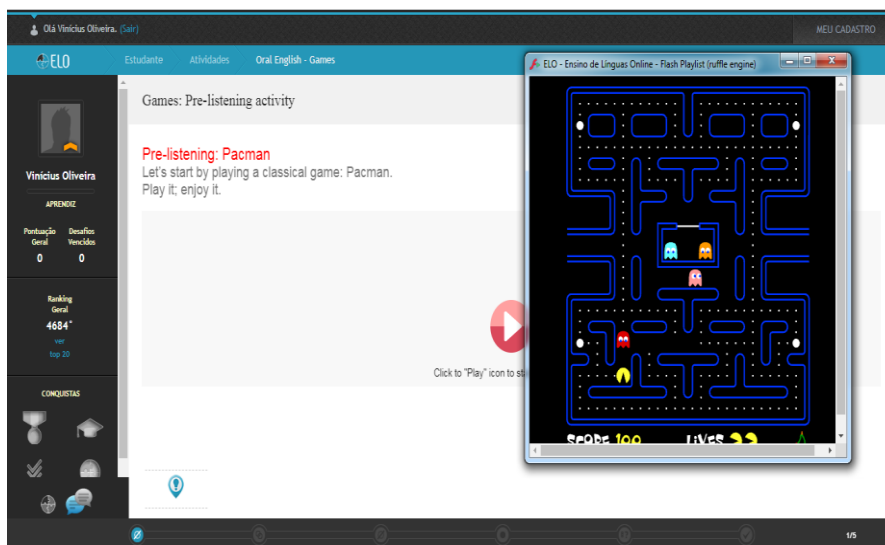 Olá Vinícius Oliveira. (Sair)
MEU CADASTRO
ELO
Estudante
Atividades
Oral English - Games
ELO - Ensino de Línguas Online - Flash Playlist (ruffle engine)
Games: Pre-listening activity
Pre-listening: Pacman
Let's start by playing a classical game: Pacman.
Play it; enjoy it.
Vinícius Oliveira
APRENDIZ
Pontuação Geral
Desafios Vencidos
0
0
Ranking
Geral
4684°
ver
top 20
CONQUISTAS
Click to "Play" icon to
SCORE 100
LIVES
1/5